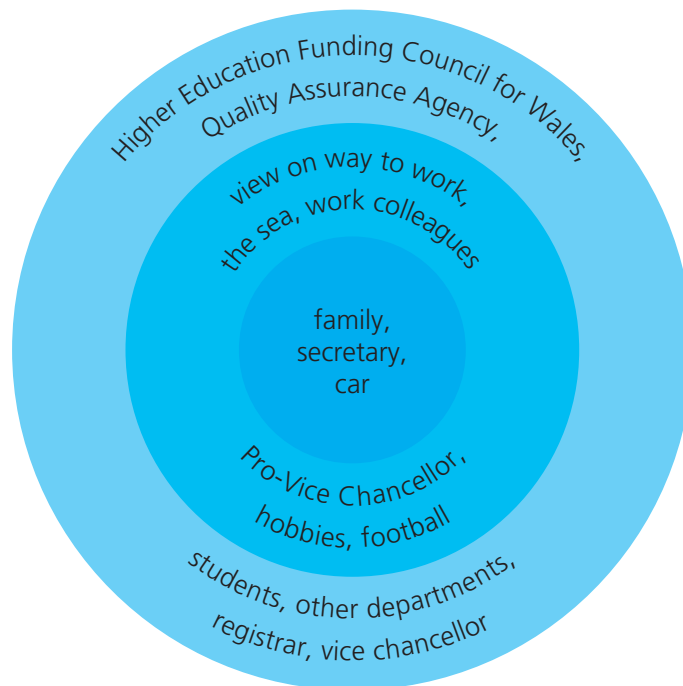 Higher Education Funding Council for Wales,
Quality Assurance Agency,
view on way to work,
the sea, work colleagues
family,
secretary,
car
Pro-Vice Chancellor,
hobbies, football
students, other departments,
registrar, vice chancellor